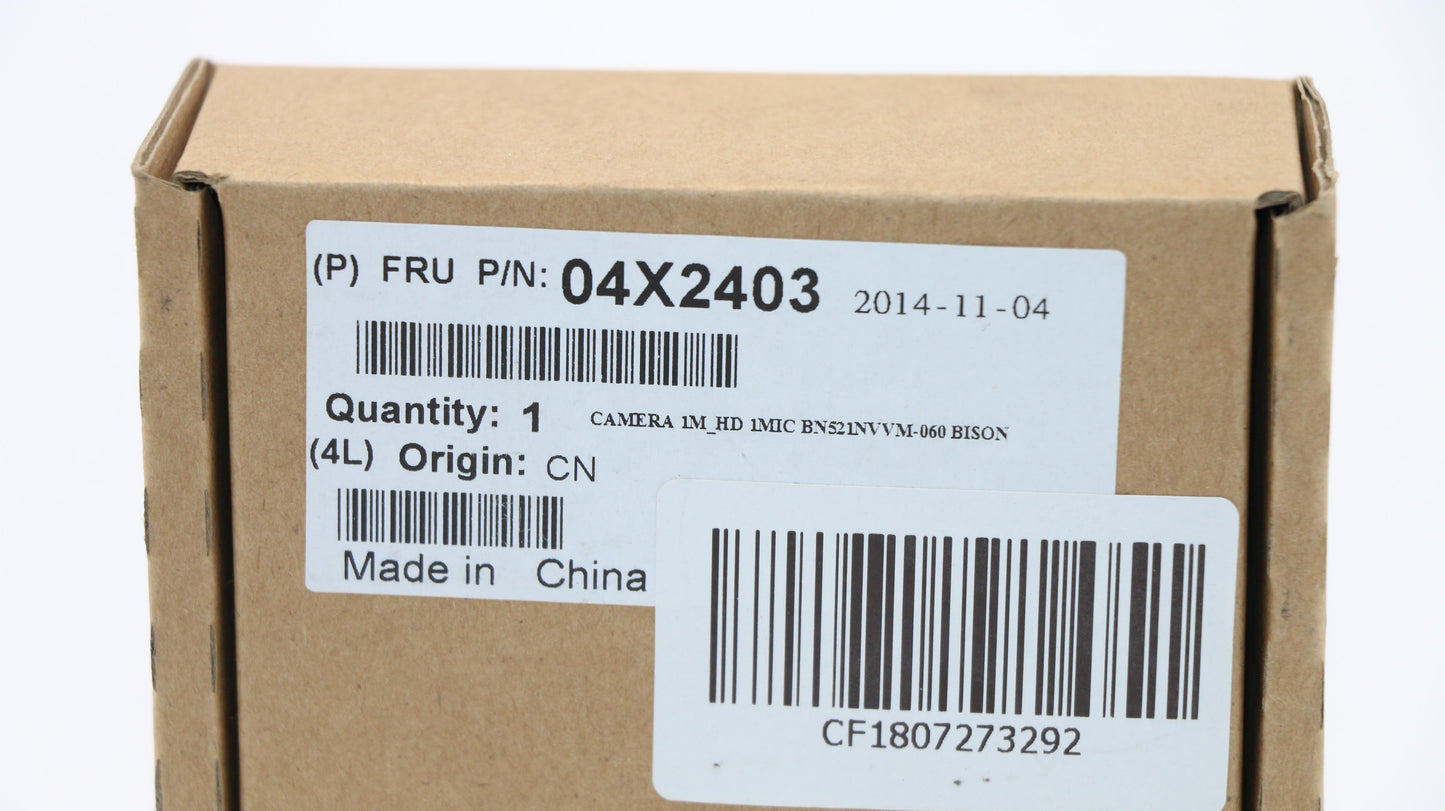 (P) FRU P/N: 04X2403 2014-11-04
Quantity: 1 CAMERA 1M_HD 1MIC BN521NVVM-060 BISON
(4L) Origin: CN
Made in China
CF1807273292